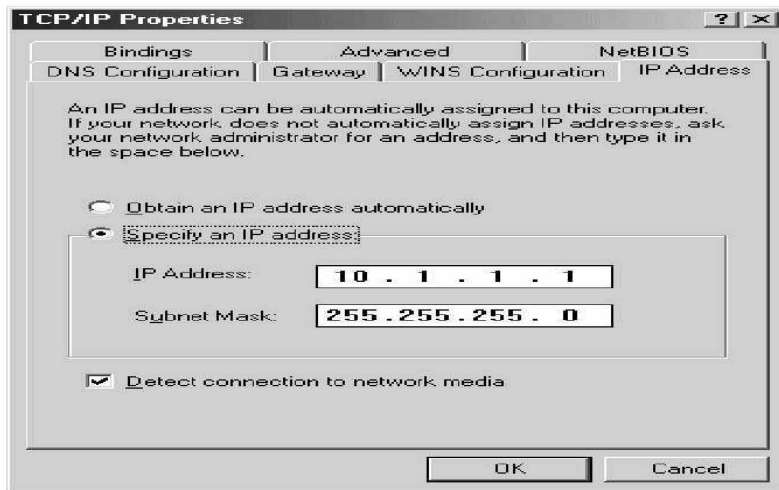 TCP/IP Properties
Bindings Advanced NetBIOS
DNS Configuration Gateway WINS Configuration IP Address
An IP address can be automatically assigned to this computer.
If your network does not automatically assign IP addresses, ask
your network administrator for an address, and then type it in
the space below.
Obtain an IP address automatically
Specify an IP address:
IP Address: 10 . 1 . 1 . 1
Subnet Mask: 255 . 255 . 255 . 0
Detect connection to network media
OK Cancel